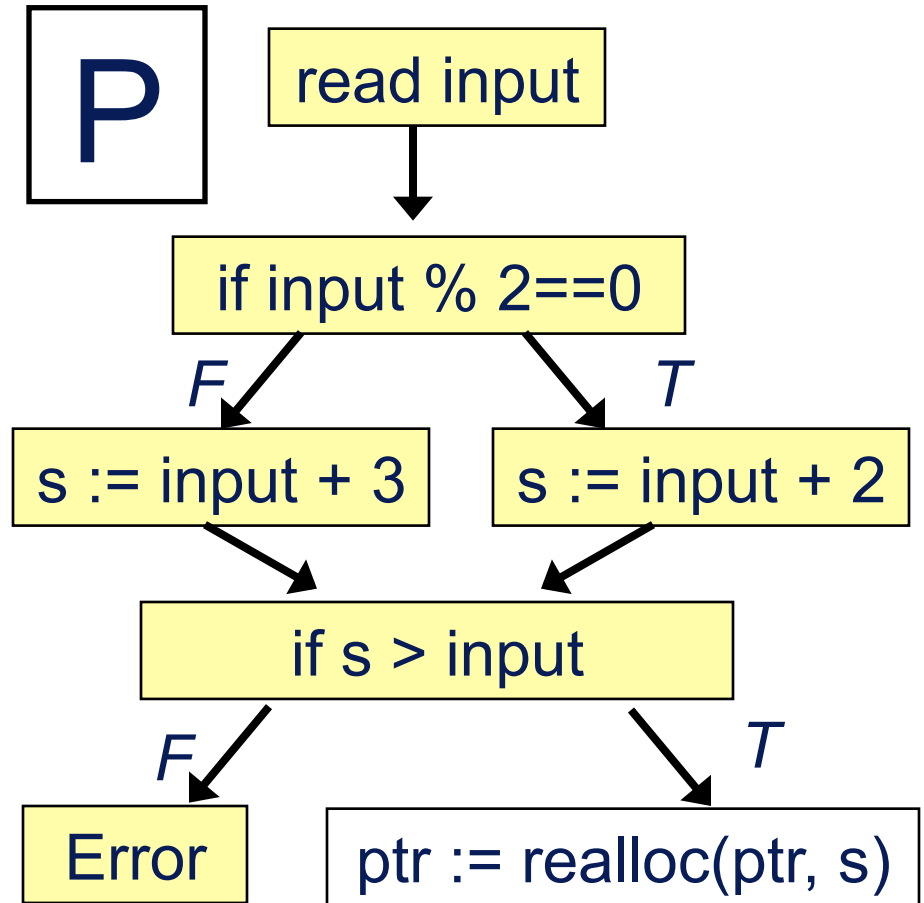 P
read input
if input % 2==0
F
T
s := input + 3
s := input + 2
if s > input
F
T
Error
ptr := realloc(ptr, s)